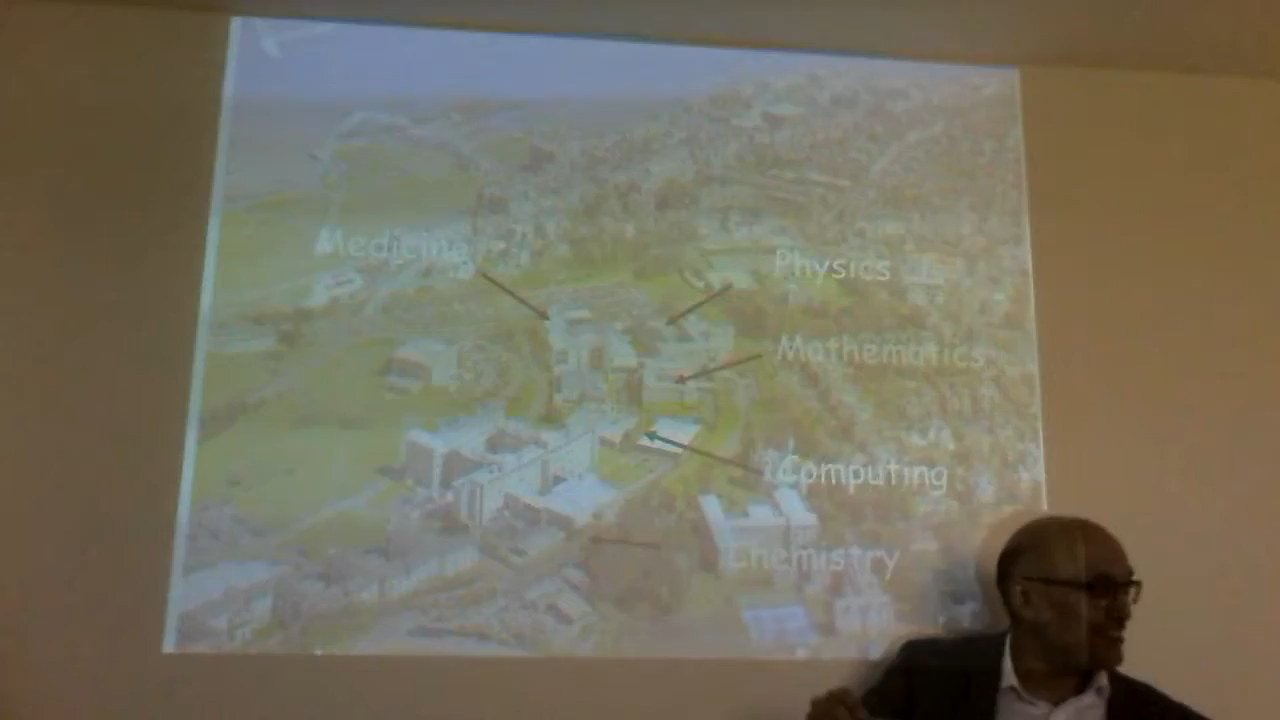 Medicine
Physics
Mathematics
Computing
Chemistry